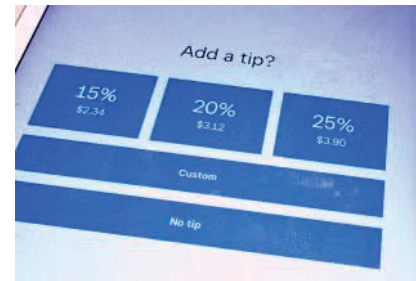 Add a tip?
15% 20% 25%
$2.34 $3.12 $3.90
Custom
No tip